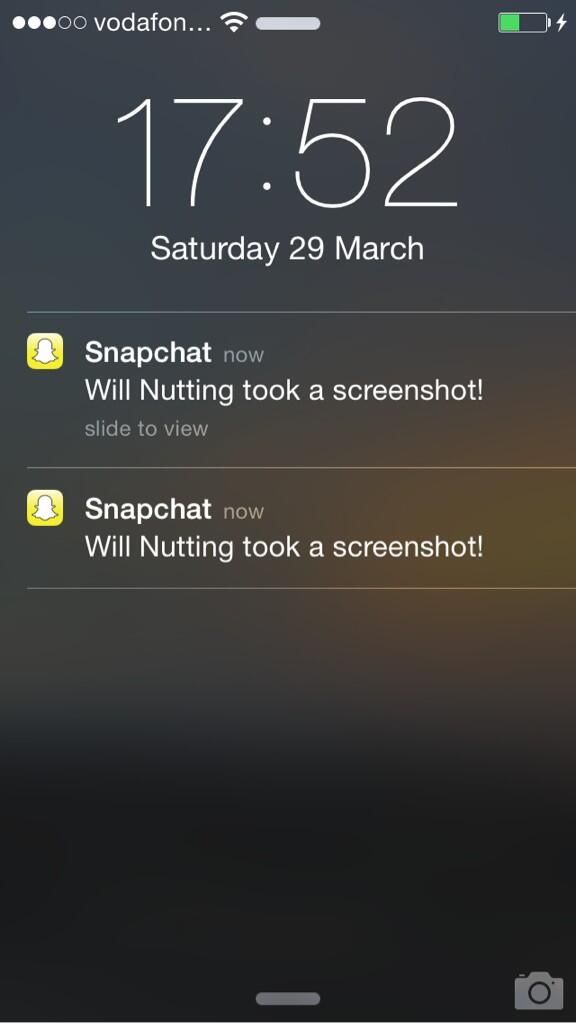 vodafon...
17:52
Saturday 29 March
Snapchat now
Will Nutting took a screenshot!
slide to view
Snapchat now
Will Nutting took a screenshot!